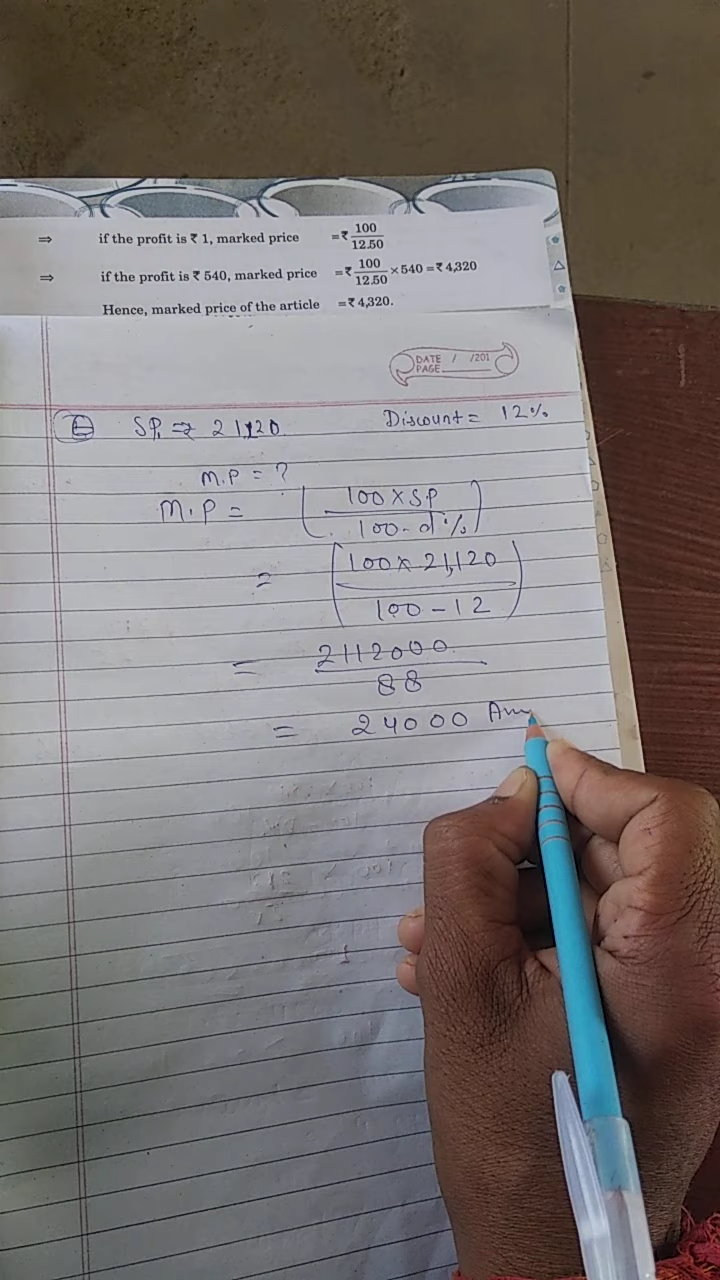 ⇒ if the profit is ₹ 1, marked price =₹ 100/12.50
⇒ if the profit is ₹ 540, marked price =₹ 100/12.50 × 540 = ₹ 4,320
Hence, marked price of the article =₹ 4,320.
DATE / /201
PAGE
SP. ⇒ 21120 Discount = 12%
M.P = ?
M.P = (100 x SP / 100 - d%)
= (100 x 21,120 / 100 - 12)
= 2112000 / 88
= 24000 Ans